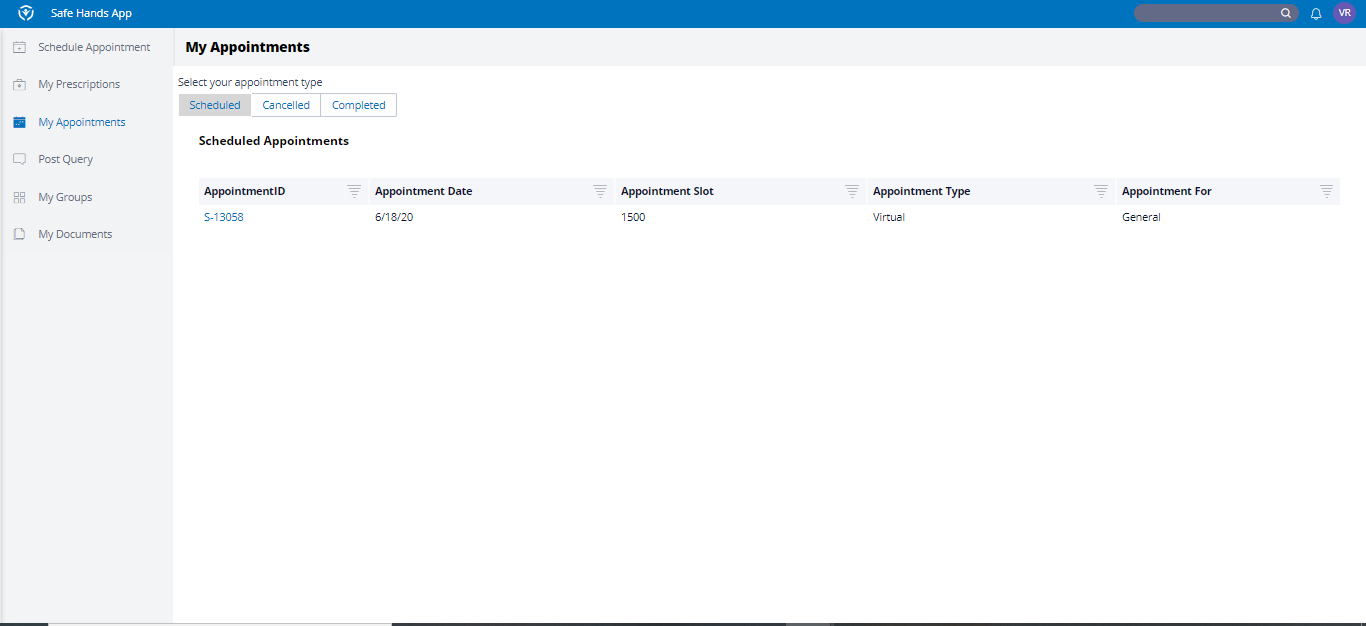 Safe Hands App
VR
Schedule Appointment
My Prescriptions
My Appointments
Post Query
My Groups
My Documents
My Appointments
Select your appointment type
Scheduled Cancelled Completed
Scheduled Appointments
AppointmentID Appointment Date Appointment Slot Appointment Type Appointment For
S-13058 6/18/20 1500 Virtual General